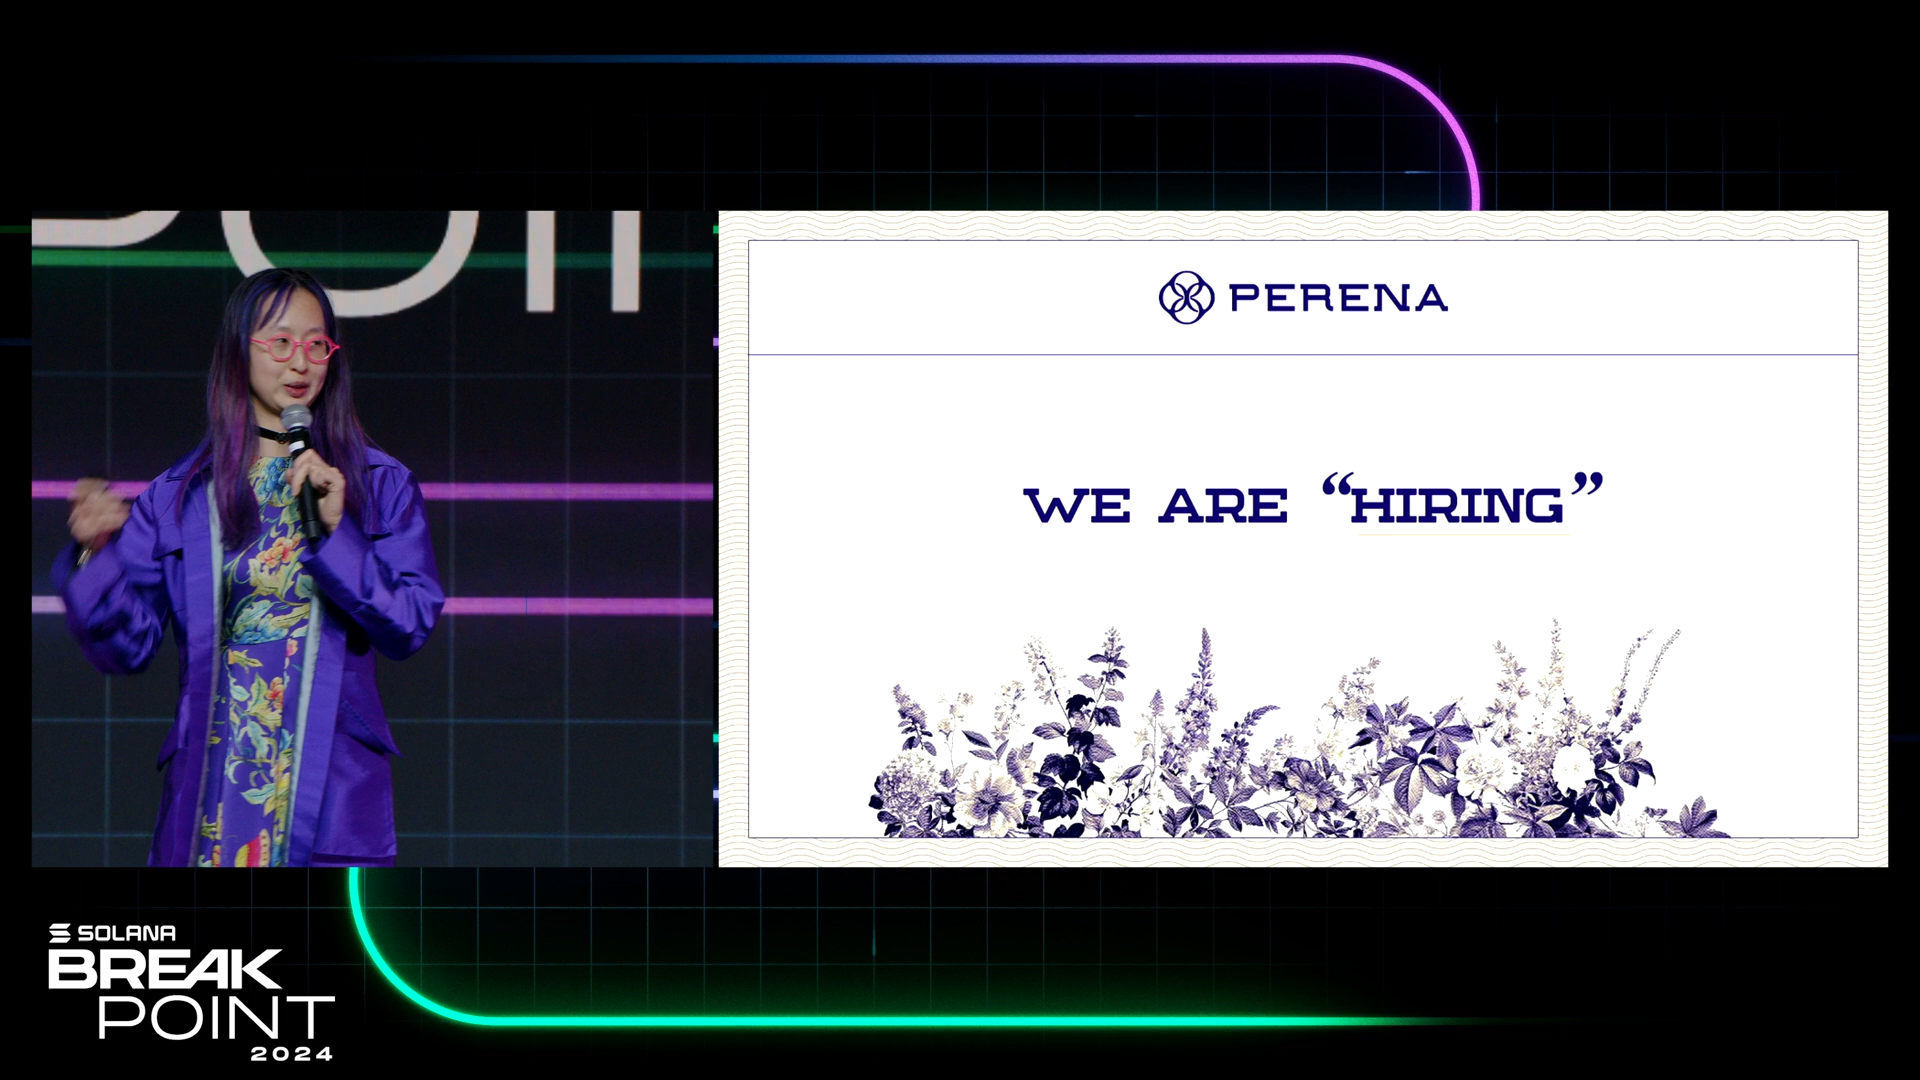 PERENA
WE ARE “HIRING”
SOLANA
BREAK
POINT
2024